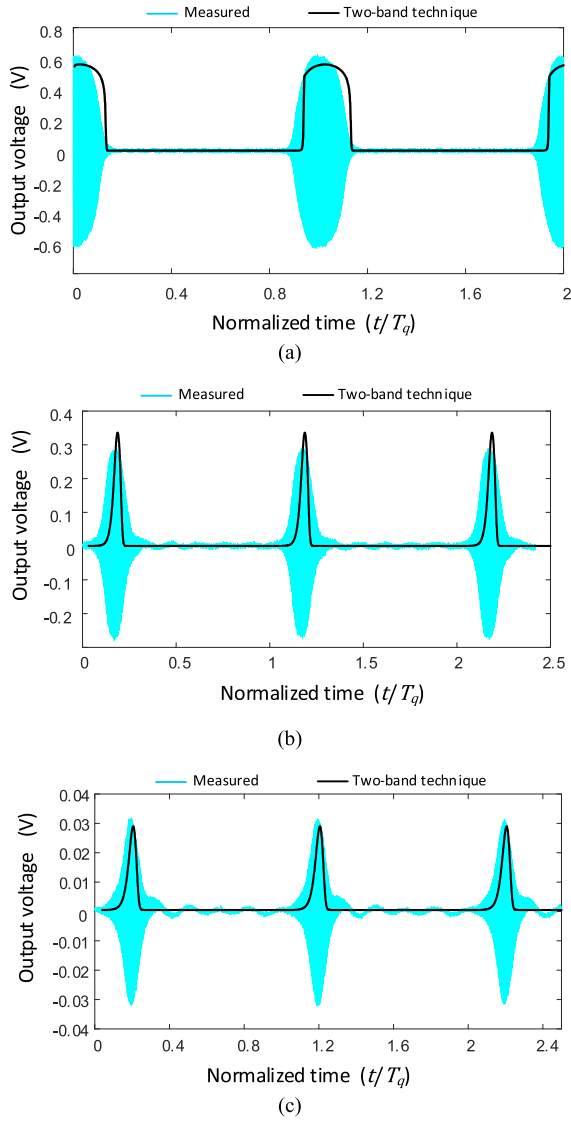 Measured Two-band technique
Output voltage (V)
0.8
0.6
0.4
0.2
0
-0.2
-0.4
-0.6
0 0.4 0.8 1.2 1.6 2
Normalized time (t/Tq)
(a)
Measured Two-band technique
Output voltage (V)
0.4
0.3
0.2
0.1
0
-0.1
-0.2
0 0.5 1 1.5 2 2.5
Normalized time (t/Tq)
(b)
Measured Two-band technique
Output voltage (V)
0.04
0.03
0.02
0.01
0
-0.01
-0.02
-0.03
-0.04
0 0.4 0.8 1.2 1.6 2 2.4
Normalized time (t/Tq)
(c)